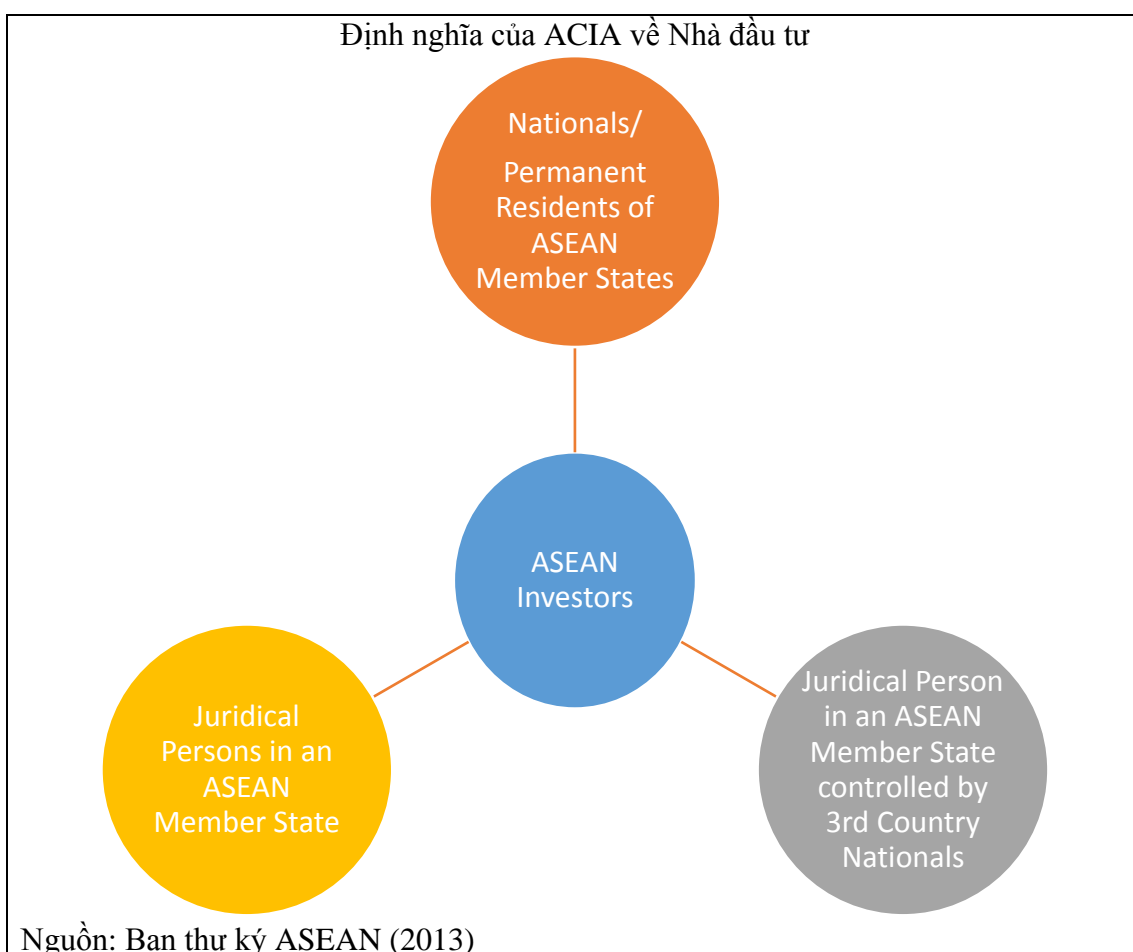 Định nghĩa của ACIA về Nhà đầu tư
Nationals/
Permanent
Residents of
ASEAN
Member States
ASEAN
Investors
Juridical
Persons in an
ASEAN
Member State
Juridical Person
in an ASEAN
Member State
controlled by
3rd Country
Nationals
Nguồn: Ban thư ký ASEAN (2013)